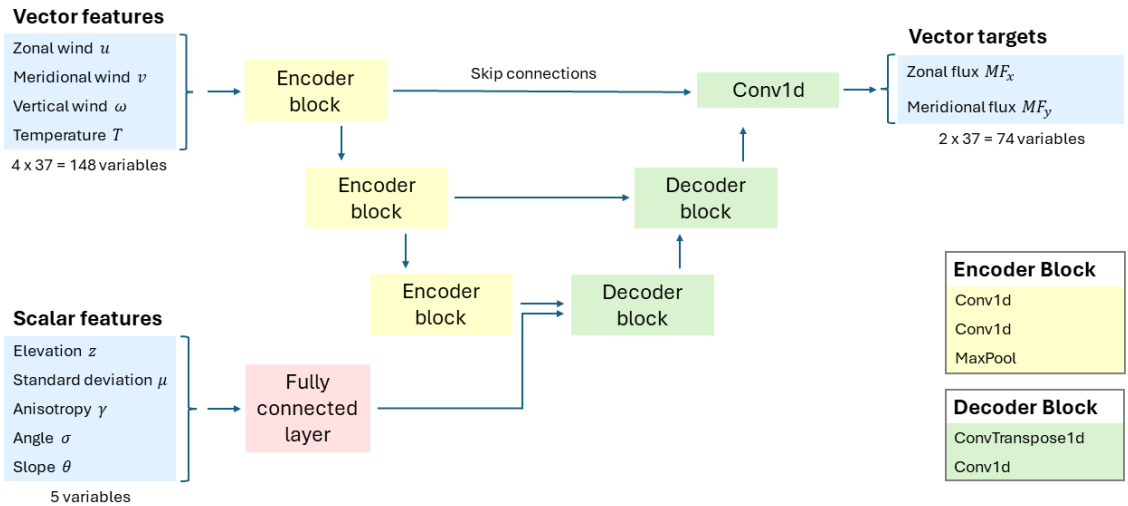 Vector features
Zonal wind u
Meridional wind v
Vertical wind ω
Temperature T
4 x 37 = 148 variables
Encoder
block
Skip connections
Conv1d
Vector targets
Zonal flux MFₓ
Meridional flux MF_y
2 x 37 = 74 variables
Encoder
block
Decoder
block
Encoder
block
Decoder
block
Scalar features
Elevation z
Standard deviation μ
Anisotropy γ
Angle σ
Slope θ
5 variables
Fully
connected
layer
Encoder Block
Conv1d
Conv1d
MaxPool
Decoder Block
ConvTranspose1d
Conv1d